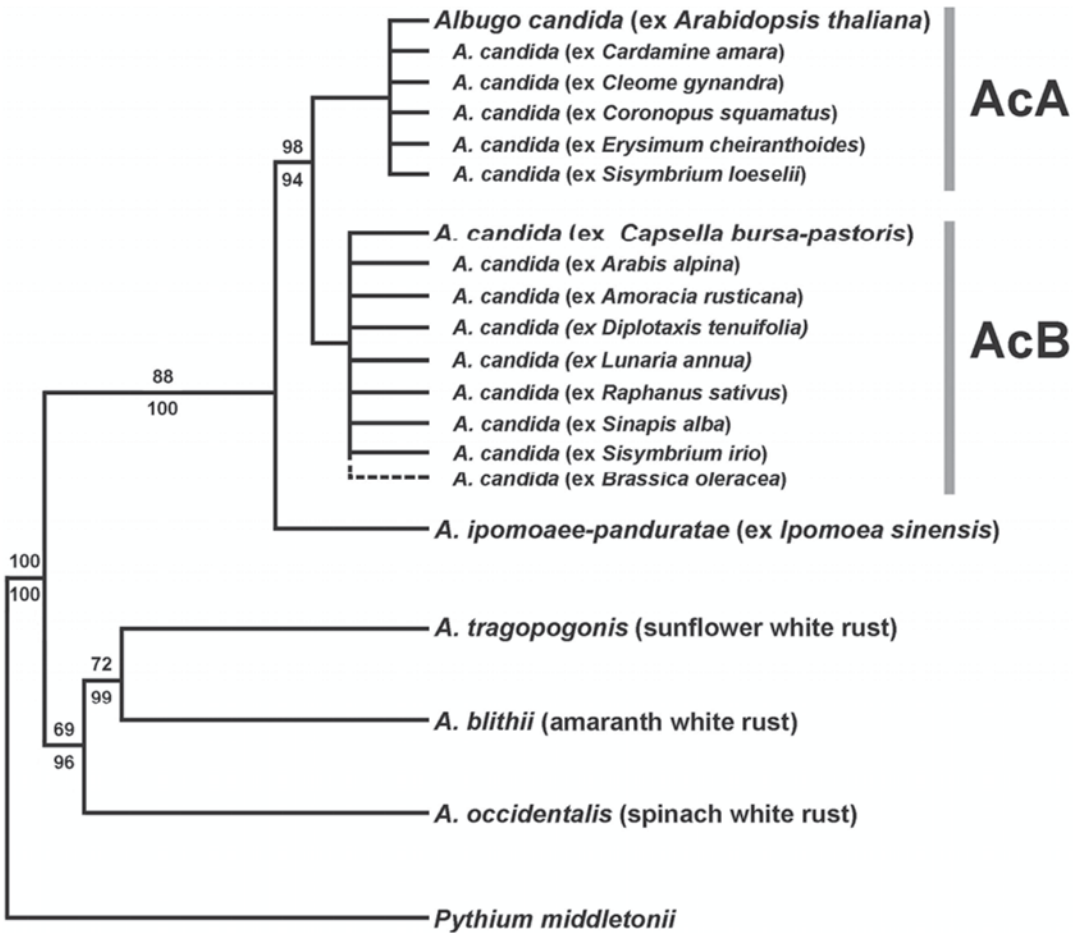 Albugo candida (ex Arabidopsis thaliana)
A. candida (ex Cardamine amara)
A. candida (ex Cleome gynandra)
A. candida (ex Coronopus squamatus)
A. candida (ex Erysimum cheiranthoides)
A. candida (ex Sisymbrium loeselii)
AcA
98
94
A. candida (ex Capsella bursa-pastoris)
A. candida (ex Arabis alpina)
A. candida (ex Amoracia rusticana)
A. candida (ex Diplotaxis tenuifolia)
A. candida (ex Lunaria annua)
A. candida (ex Raphanus sativus)
A. candida (ex Sinapis alba)
A. candida (ex Sisymbrium irio)
A. candida (ex Brassica oleracea)
AcB
88
100
A. ipomoaee-panduratae (ex Ipomoea sinensis)
100
100
A. tragopogonis (sunflower white rust)
72
99
A. blithii (amaranth white rust)
69
96
A. occidentalis (spinach white rust)
Pythium middletonii